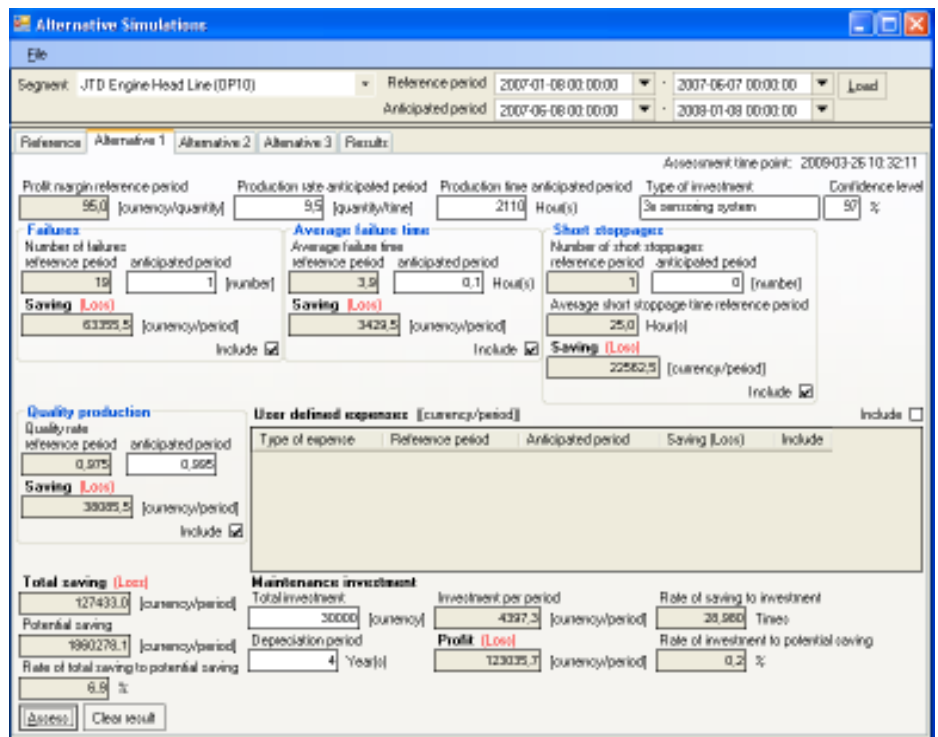 Alternative Simulations
File
Segment JTD Engine Head Line (OP10) Reference period 2007-01-08 00:00:00 - 2007-06-07 00:00:00 Load
Anticipated period 2007-06-08 00:00:00 - 2008-01-08 00:00:00
Reference Alternative 1 Alternative 2 Alternative 3 Results
Assessment time point: 2009-03-26 10:32:11
Profit margin reference period Production rate anticipated period Production time anticipated period Type of investment Confidence level
95,0 [currency/quantity] 9,5 [quantity/time] 2110 Hour(s) 3x sensoring system 97 %
Failures Average failure time Short stoppages
Number of failures Average failure time Number of short stoppages
reference period anticipated period reference period anticipated period reference period anticipated period
19 1 [number] 3,9 0,1 Hour(s) 1 0 [number]
Saving (Loss) Saving (Loss) Average short stoppage time reference period
63355,5 [currency/period] 3429,5 [currency/period] 25,0 Hour(s)
Include Include Saving (Loss)
22562,5 [currency/period]
Include
Quality production User defined expenses [[currency/period]] Include
Quality rate
reference period anticipated period Type of expense Reference period Anticipated period Saving (Loss) Include
0,975 0,995
Saving (Loss)
38085,5 [currency/period]
Include
Total saving (Loss) Maintenance investment
127433,0 [currency/period] Total investment Investment per period Rate of saving to investment
30000 [currency] 4397,3 [currency/period] 28,980 Times
Potential saving
1860278,1 [currency/period] Depreciation period Profit (Loss) Rate of investment to potential saving
Rate of total saving to potential saving 4 Year(s) 123035,7 [currency/period] 0,2 %
6,9 %
Assess Clear result